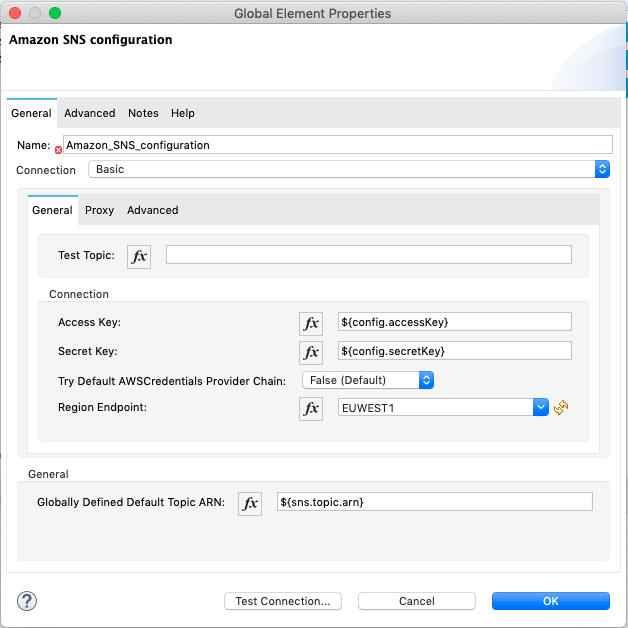 Global Element Properties
Amazon SNS configuration
General Advanced Notes Help
Name: Amazon_SNS_configuration
Connection Basic
General Proxy Advanced
Test Topic: fx
Connection
Access Key: fx ${config.accessKey}
Secret Key: fx ${config.secretKey}
Try Default AWSCredentials Provider Chain: False (Default)
Region Endpoint: fx EUWEST1
General
Globally Defined Default Topic ARN: fx ${sns.topic.arn}
? Test Connection... Cancel OK